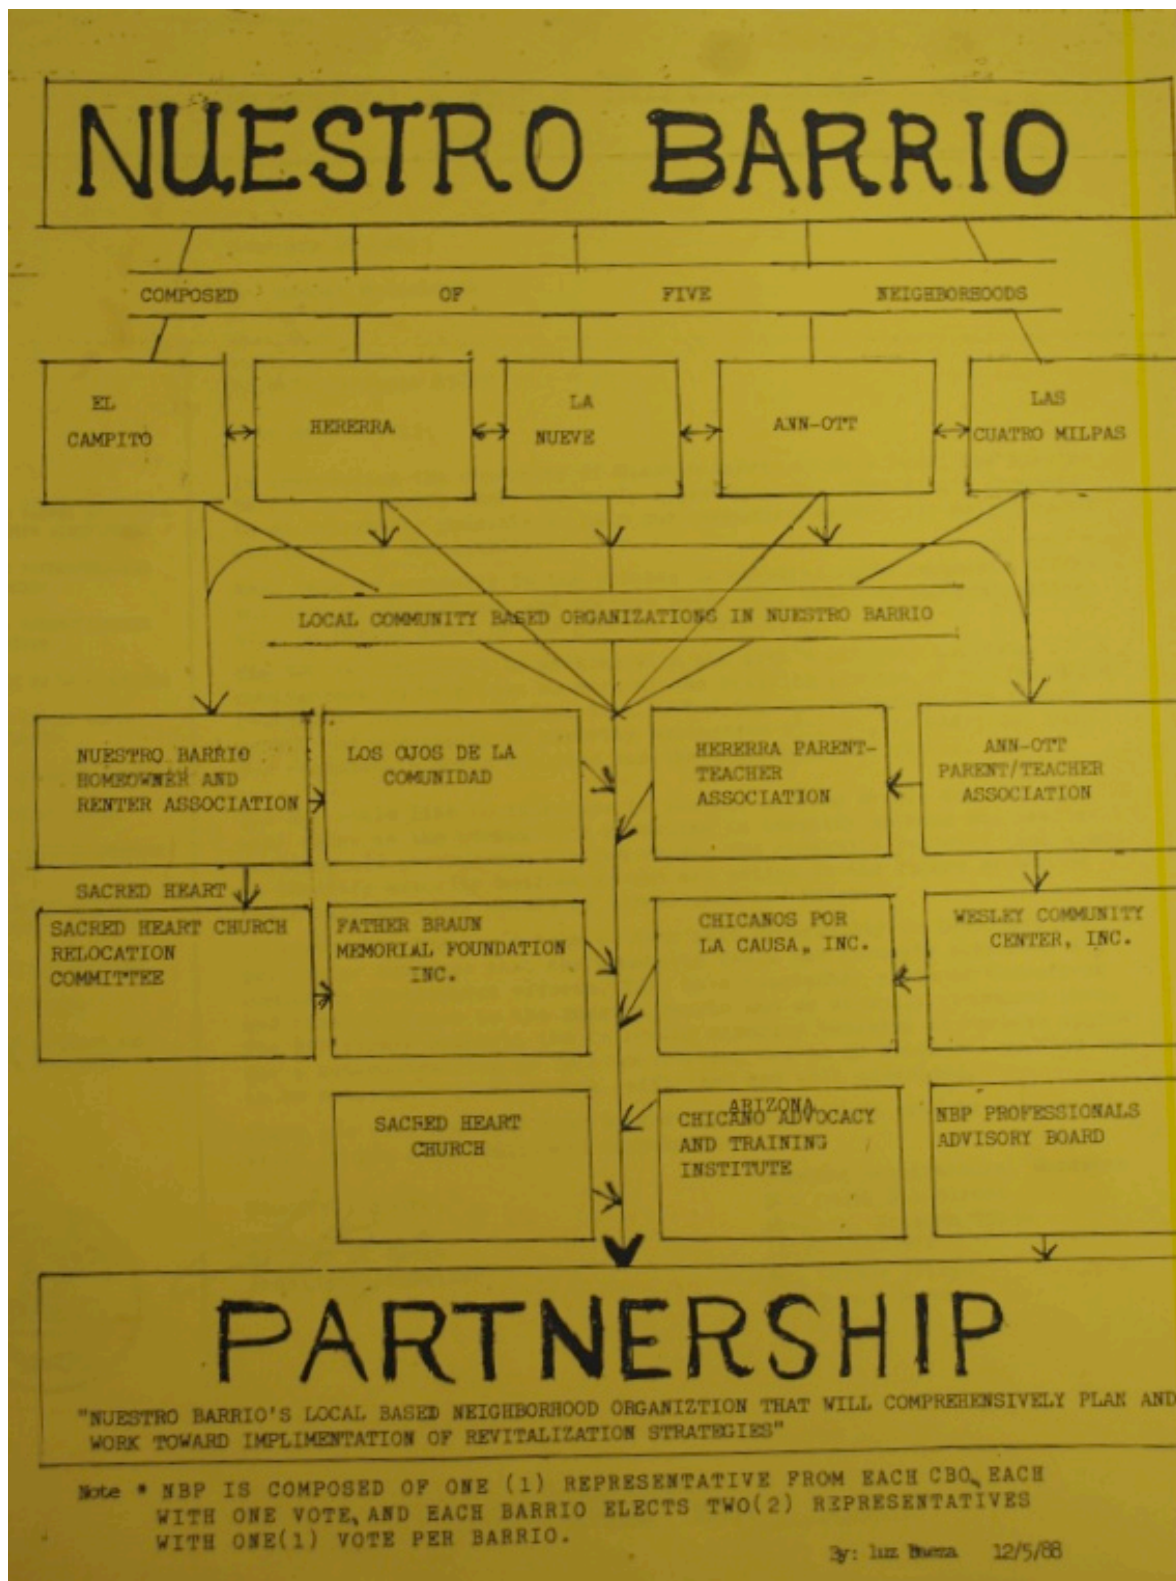 NUESTRO BARRIO
COMPOSED OF FIVE NEIGHBORHOODS
EL
CAMPITO
HERERRA
LA
NUEVE
ANN-OTT
LAS
CUATRO MILPAS
LOCAL COMMUNITY BASED ORGANIZATIONS IN NUESTRO BARRIO
NUESTRO BARRIO
HOMEOWNER AND
RENTER ASSOCIATION
LOS OJOS DE LA
COMUNIDAD
HERERRA PARENT-
TEACHER
ASSOCIATION
ANN-OTT
PARENT/TEACHER
ASSOCIATION
SACRED HEART
SACRED HEART CHURCH
RELOCATION
COMMITTEE
FATHER BRAUN
MEMORIAL FOUNDATION
INC.
CHICANOS POR
LA CAUSA, INC.
WESLEY COMMUNITY
CENTER, INC.
SACRED HEART
CHURCH
ARIZONA
CHICANO ADVOCACY
AND TRAINING
INSTITUTE
NBP PROFESSIONALS
ADVISORY BOARD
PARTNERSHIP
"NUESTRO BARRIO'S LOCAL BASED NEIGHBORHOOD ORGANIZTION THAT WILL COMPREHENSIVELY PLAN AND
WORK TOWARD IMPLIMENTATION OF REVITALIZATION STRATEGIES"
Note * NBP IS COMPOSED OF ONE (1) REPRESENTATIVE FROM EACH CBO, EACH
WITH ONE VOTE, AND EACH BARRIO ELECTS TWO(2) REPRESENTATIVES
WITH ONE(1) VOTE PER BARRIO.
By: luz Baeza 12/5/88